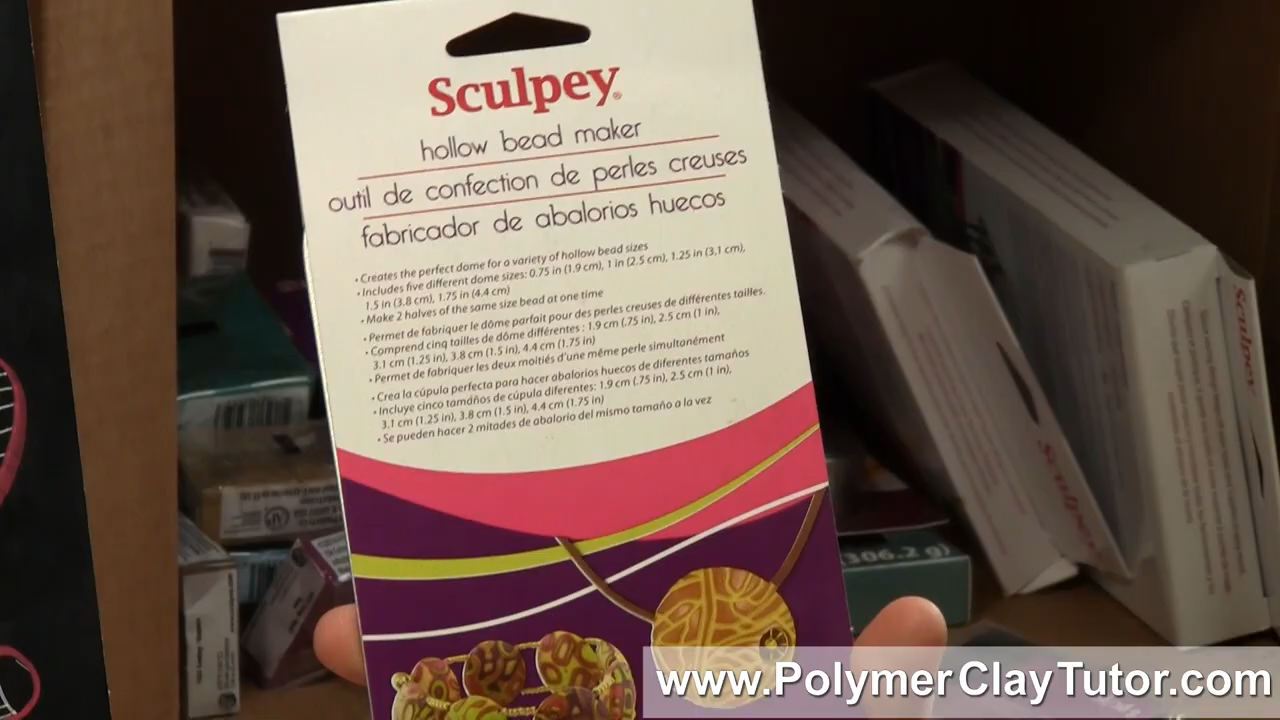 Sculpey®
hollow bead maker
outil de confection de perles creuses
fabricador de abalorios huecos
• Creates the perfect dome for a variety of hollow bead sizes
• Includes five different dome sizes: 0.75 in (1.9 cm), 1 in (2.5 cm), 1.25 in (3.1 cm),
1.5 in (3.8 cm), 1.75 in (4.4 cm)
• Make 2 halves of the same size bead at one time
• Permet de fabriquer le dôme parfait pour des perles creuses de différentes tailles.
• Comprend cinq tailles de dôme différentes : 1.9 cm (.75 in), 2.5 cm (1 in),
3.1 cm (1.25 in), 3.8 cm (1.5 in), 4.4 cm (1.75 in)
• Permet de fabriquer les deux moitiés d'une même perle simultonément
• Crea la cúpula perfecta para hacer abalorios huecos de diferentes tamaños
• Incluye cinco tamdños de cúpula diferentes: 1.9 cm (.75 in), 2.5 cm (1 in),
3.1 cm (1.25 in), 3.8 cm (1.5 in), 4.4 cm (1.75 in)
• Se pueden hacer 2 mitades de abalorio del mismo tamaño a la vez
Sculpey
Sculpey
306.2 g)
www.PolymerClayTutor.com